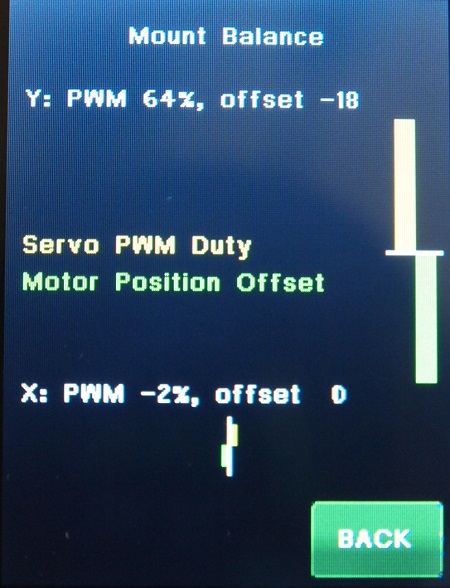 Mount Balance
Y: PWM 64%, offset -18
Servo PWM Duty
Motor Position Offset
X: PWM -2%, offset 0
BACK